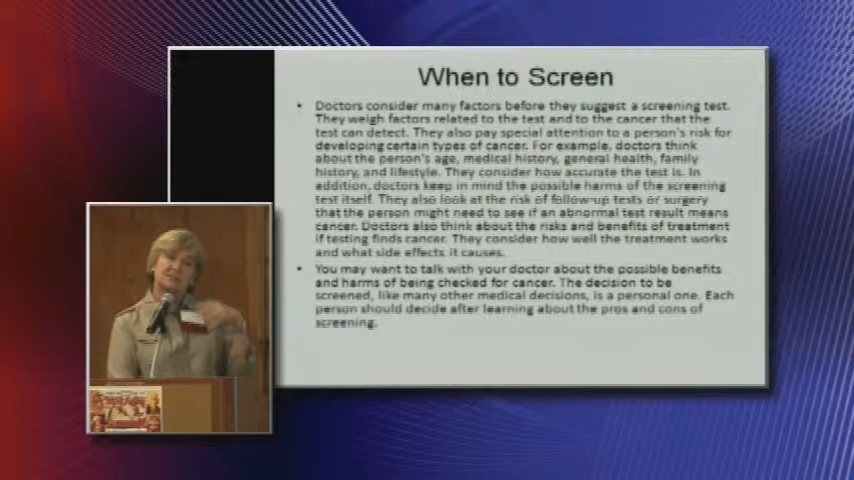 When to Screen
• Doctors consider many factors before they suggest a screening test.
They weigh factors related to the test and to the cancer that the
test can detect. They also pay special attention to a person's risk for
developing certain types of cancer. For example, doctors think
about the person's age, medical history, general health, family
history, and lifestyle. They consider how accurate the test is. In
addition, doctors keep in mind the possible harms of the screening
test itself. They also look at the risk of follow-up tests or surgery
that the person might need to see if an abnormal test result means
cancer. Doctors also think about the risks and benefits of treatment
if testing finds cancer. They consider how well the treatment works
and what side effects it causes.
• You may want to talk with your doctor about the possible benefits
and harms of being checked for cancer. The decision to be
screened, like many other medical decisions, is a personal one. Each
person should decide after learning about the pros and cons of
screening.